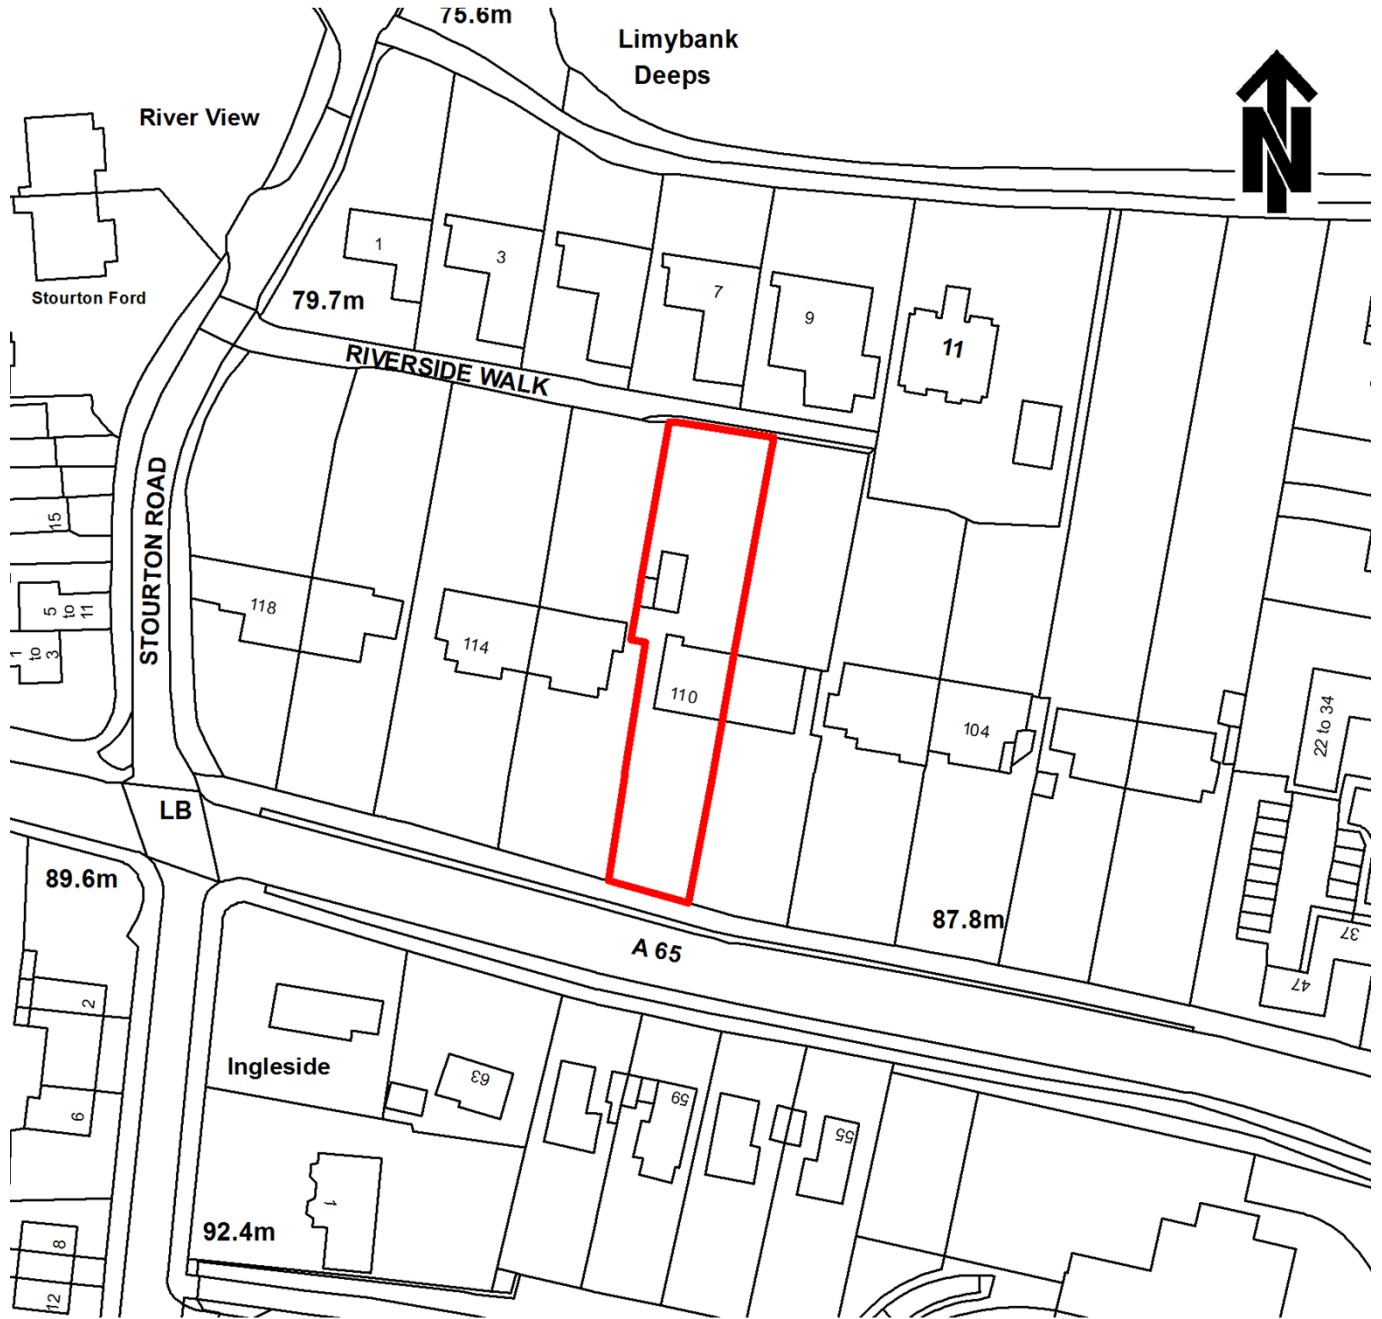 75.6m
Limybank
Deeps
River View
N
1
3
Stourton Ford
79.7m
7
9
11
RIVERSIDE WALK
15
STOURTON ROAD
5
to
11
1
to
3
118
114
110
104
22 to 34
LB
89.6m
87.8m
A 65
37
47
2
Ingleside
63
59
55
6
1
92.4m
8
12